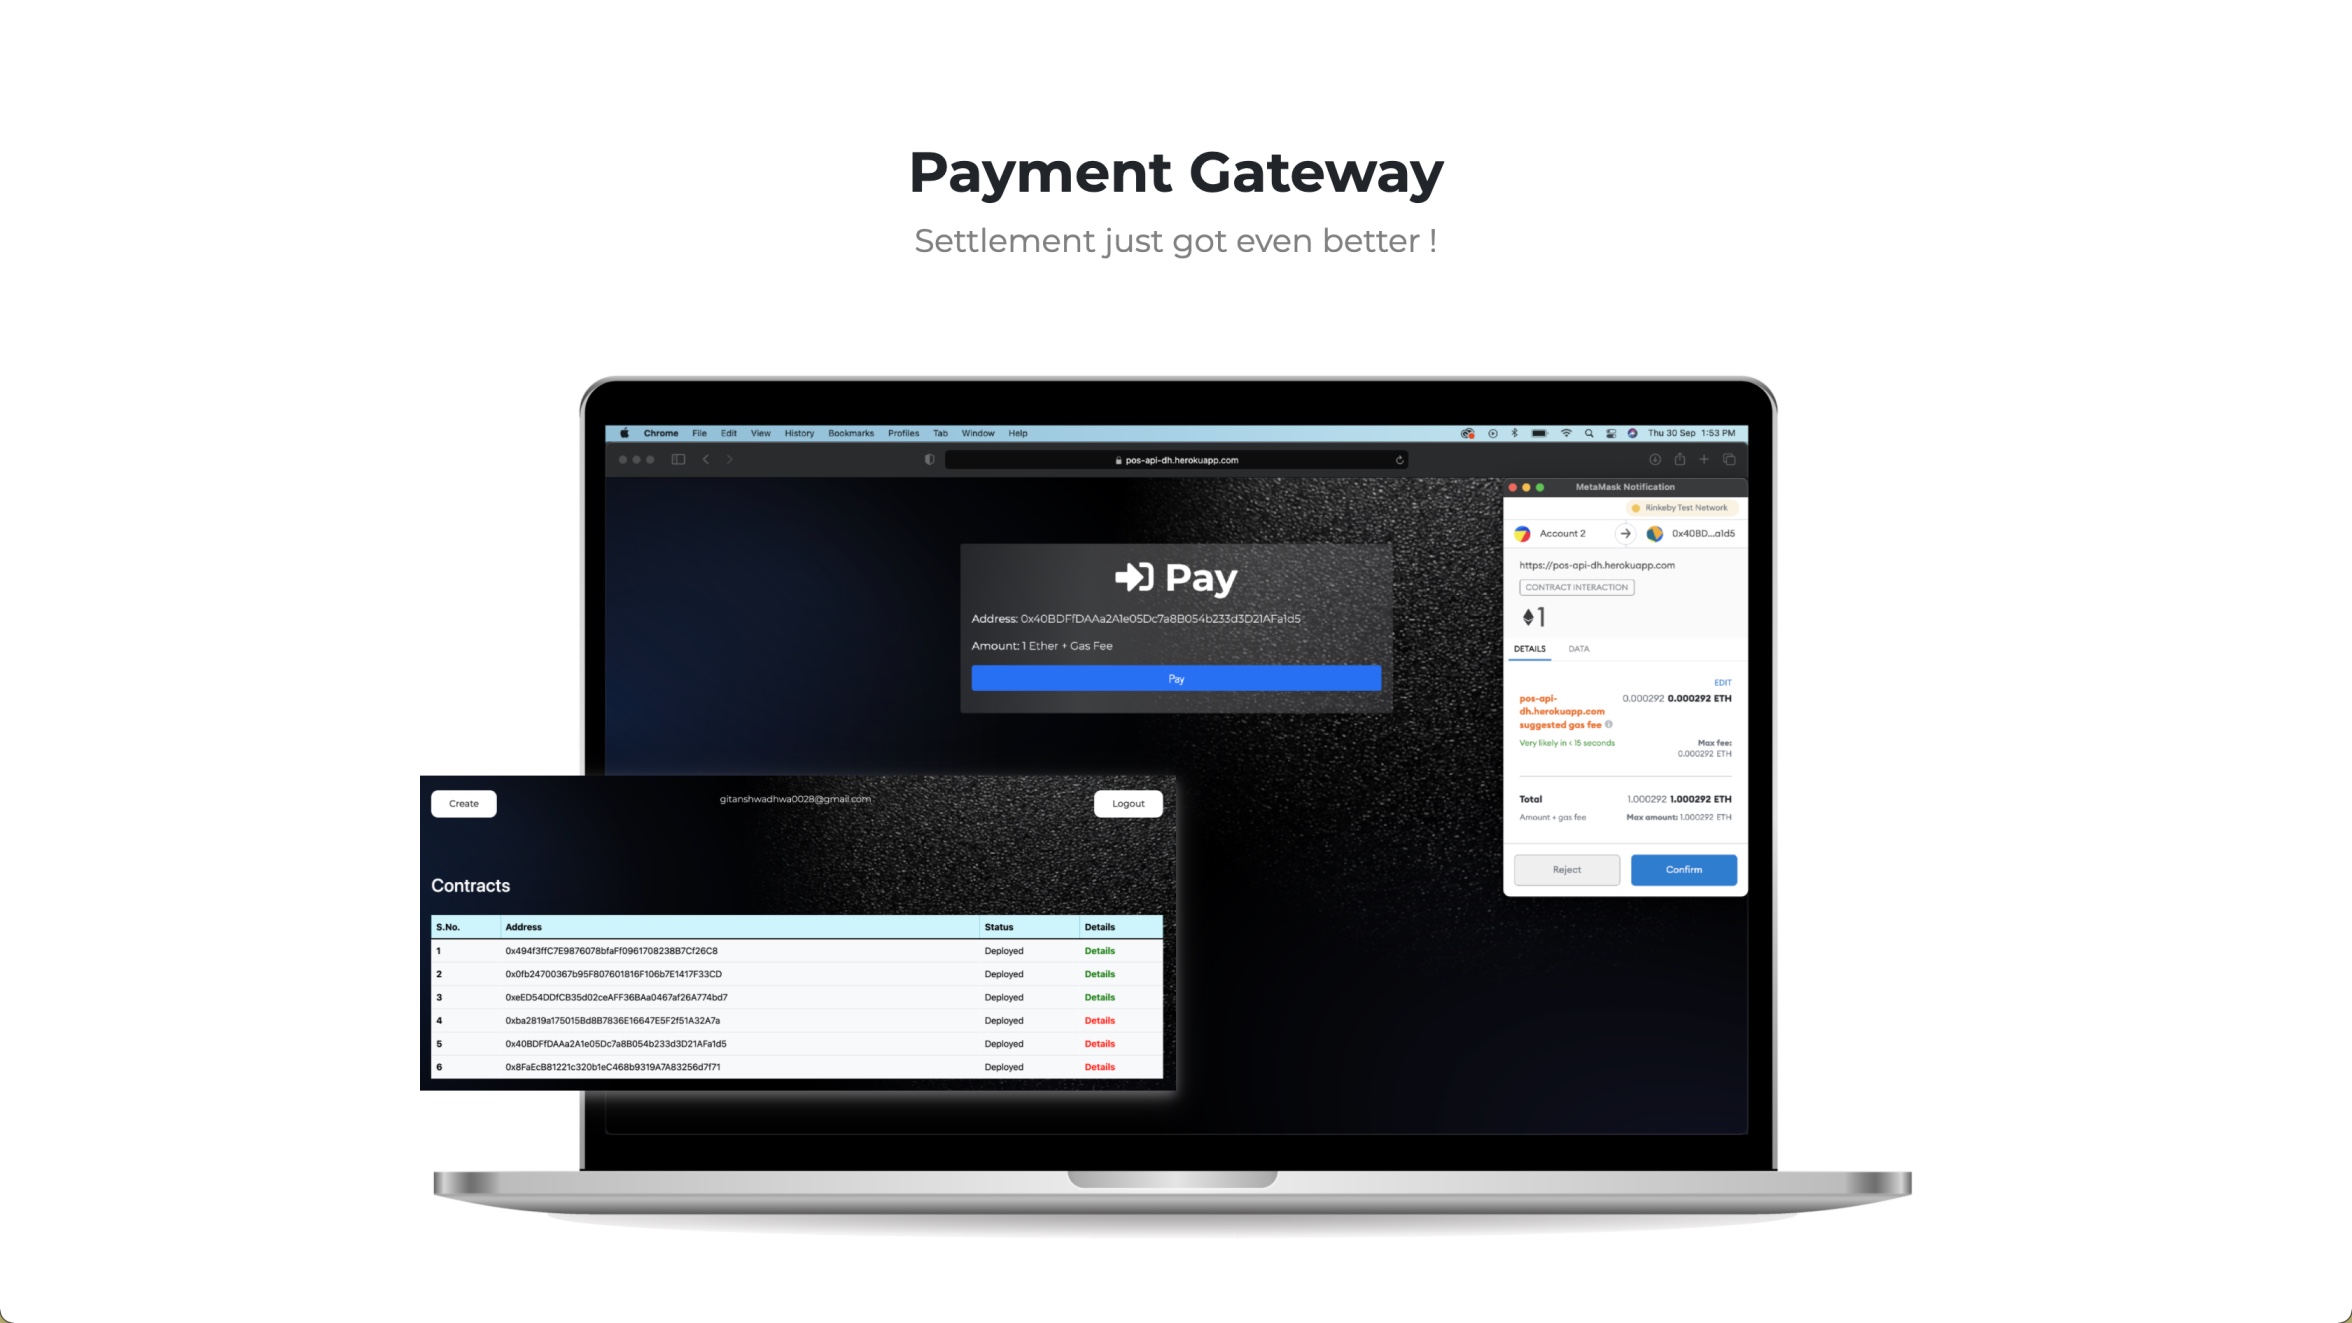 Payment Gateway
Settlement just got even better !
Chrome File Edit View History Bookmarks Profiles Tab Window Help
Thu 30 Sep 1:53 PM
pos-api-dh.herokuapp.com
Pay
Address: 0x40BDFfDAAa2A1e05Dc7a8B054b233d3D21AFa1d5
Amount: 1 Ether + Gas Fee
Pay
MetaMask Notification
Rinkeby Test Network
Account 2
0x40BD...a1d5
https://pos-api-dh.herokuapp.com
CONTRACT INTERACTION
1
DETAILS DATA
EDIT
pos-api-
dh.herokuapp.com
suggested gas fee
0.000292 0.000292 ETH
Very likely in < 15 seconds
Max fee:
0.000292 ETH
Total 1.000292 1.000292 ETH
Amount + gas fee Max amount: 1.000292 ETH
Reject Confirm
Create gitanshwadhwa0028@gmail.com Logout
Contracts
S.No. Address Status Details
1 0x494f3ffC7E9876078bfaFf0961708238B7Cf26C8 Deployed Details
2 0x0fb24700367b95F807601816F106b7E1417F33CD Deployed Details
3 0xeED54DDfCB35d02ceAFF36BAa0467af26A774bd7 Deployed Details
4 0xba2819a175015Bd8B7836E16647E5F2f51A32A7a Deployed Details
5 0x40BDFfDAAa2A1e05Dc7a8B054b233d3D21AFa1d5 Deployed Details
6 0x8FaEcB81221c320b1eC468b9319A7A83256d7f71 Deployed Details